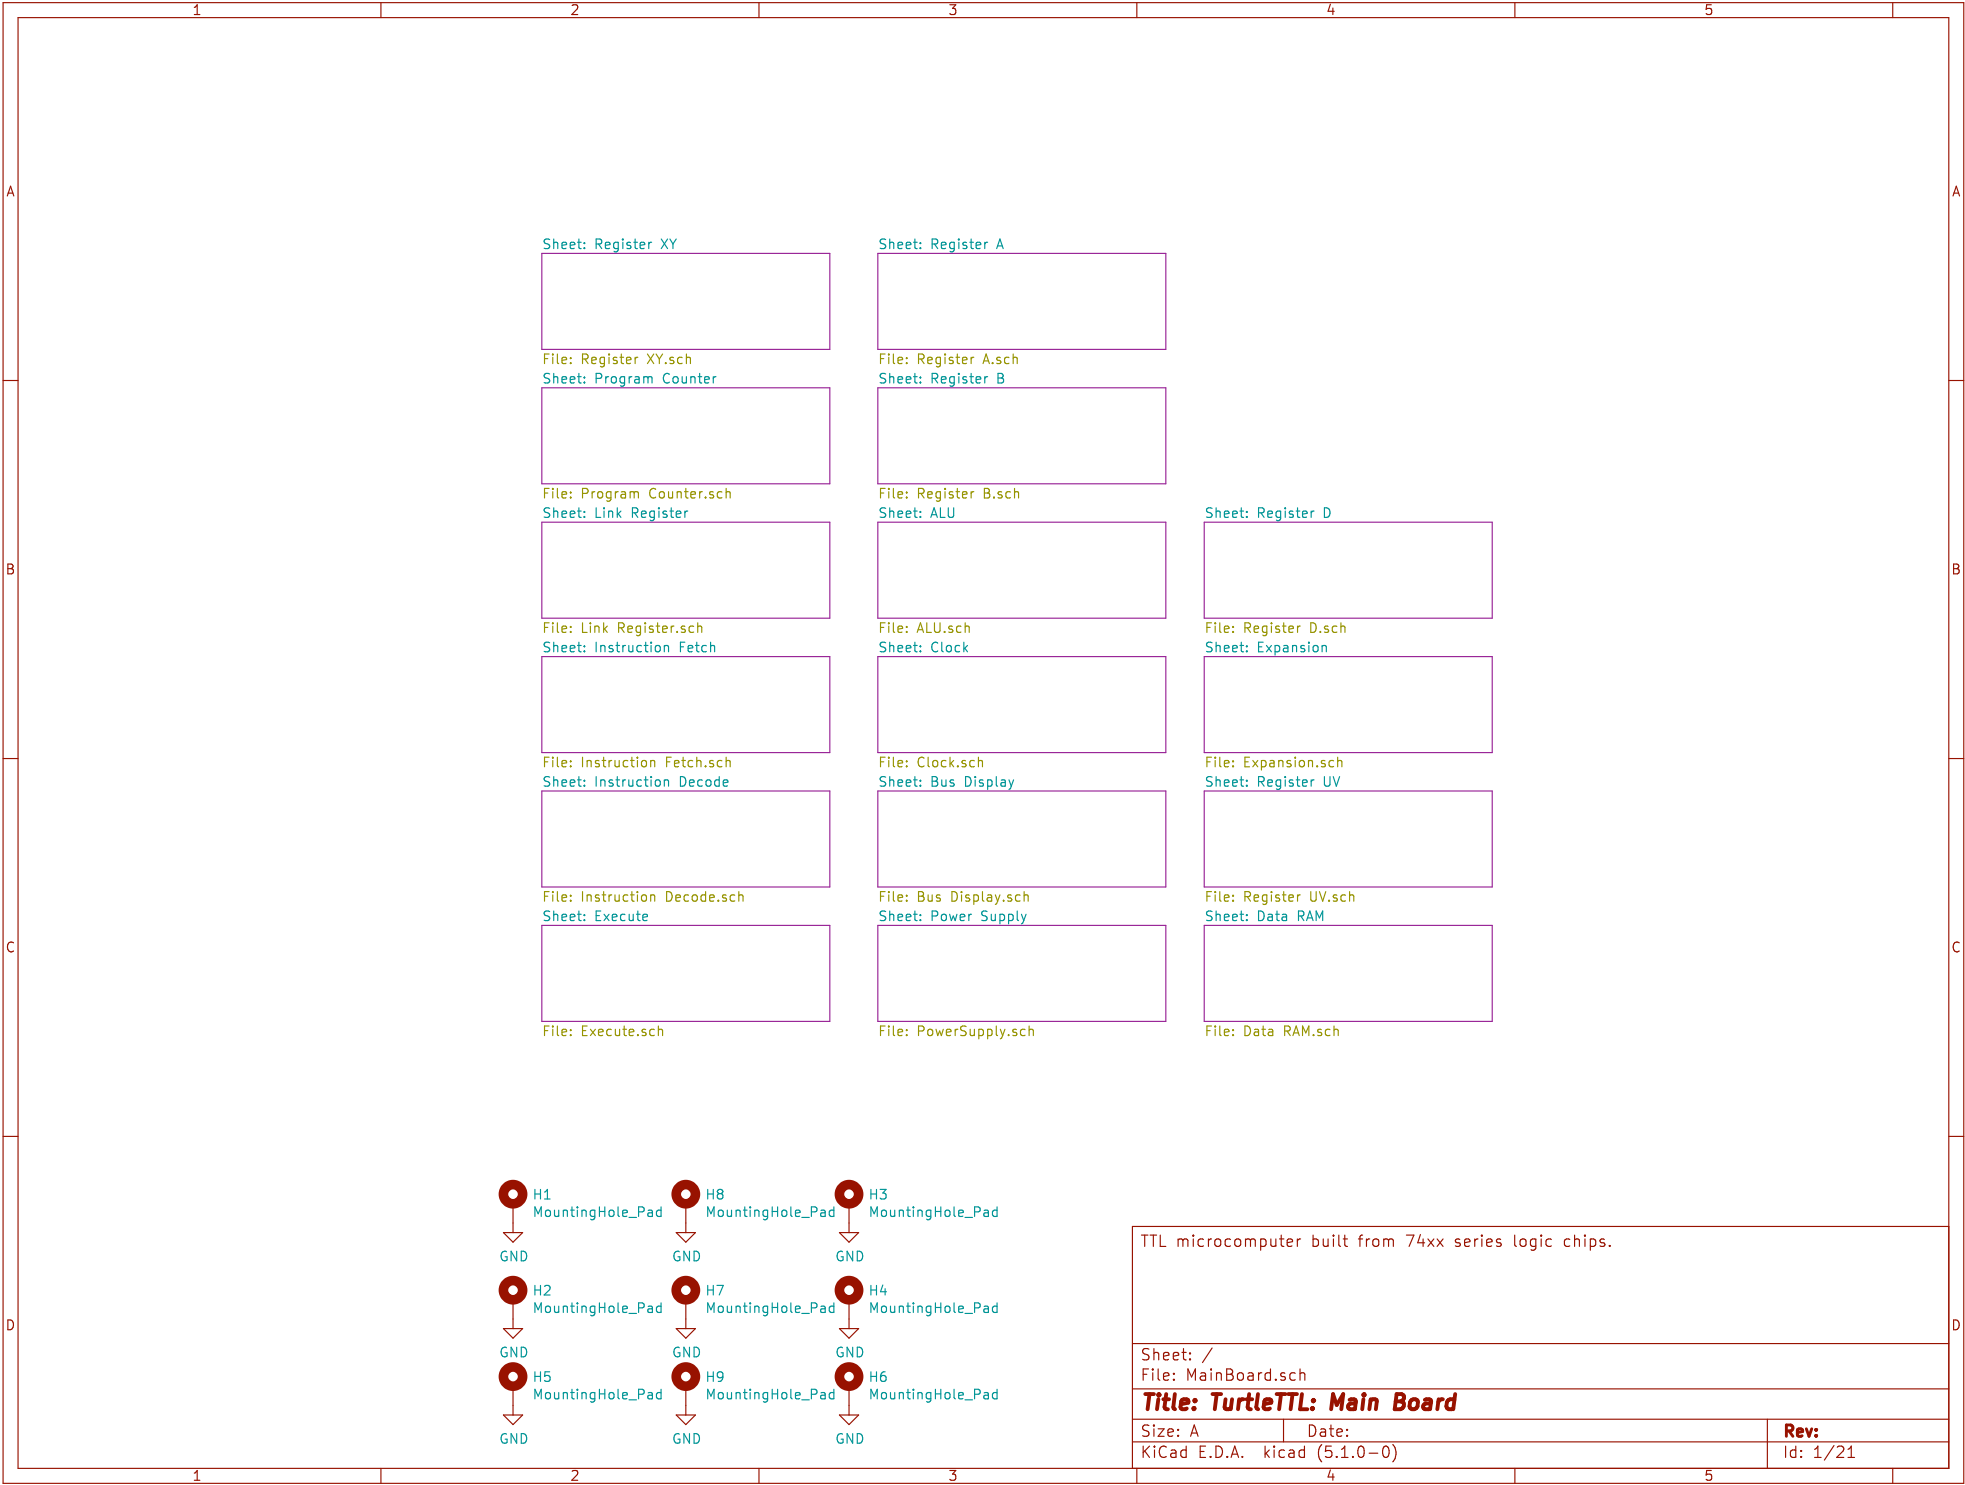 1 2 3 4 5
A A
Sheet: Register XY
File: Register XY.sch
Sheet: Program Counter
File: Program Counter.sch
Sheet: Link Register
File: Link Register.sch
Sheet: Instruction Fetch
File: Instruction Fetch.sch
Sheet: Instruction Decode
File: Instruction Decode.sch
Sheet: Execute
File: Execute.sch
Sheet: Register A
File: Register A.sch
Sheet: Register B
File: Register B.sch
Sheet: ALU
File: ALU.sch
Sheet: Clock
File: Clock.sch
Sheet: Bus Display
File: Bus Display.sch
Sheet: Power Supply
File: PowerSupply.sch
Sheet: Register D
File: Register D.sch
Sheet: Expansion
File: Expansion.sch
Sheet: Register UV
File: Register UV.sch
Sheet: Data RAM
File: Data RAM.sch
B B
C C
H1
MountingHole_Pad
GND
H8
MountingHole_Pad
GND
H3
MountingHole_Pad
GND
H2
MountingHole_Pad
GND
H7
MountingHole_Pad
GND
H4
MountingHole_Pad
GND
H5
MountingHole_Pad
GND
H9
MountingHole_Pad
GND
H6
MountingHole_Pad
GND
D D
TTL microcomputer built from 74xx series logic chips.
Sheet: /
File: MainBoard.sch
Title: TurtleTTL: Main Board
Size: A Date: Rev:
KiCad E.D.A. kicad (5.1.0-0) Id: 1/21
1 2 3 4 5